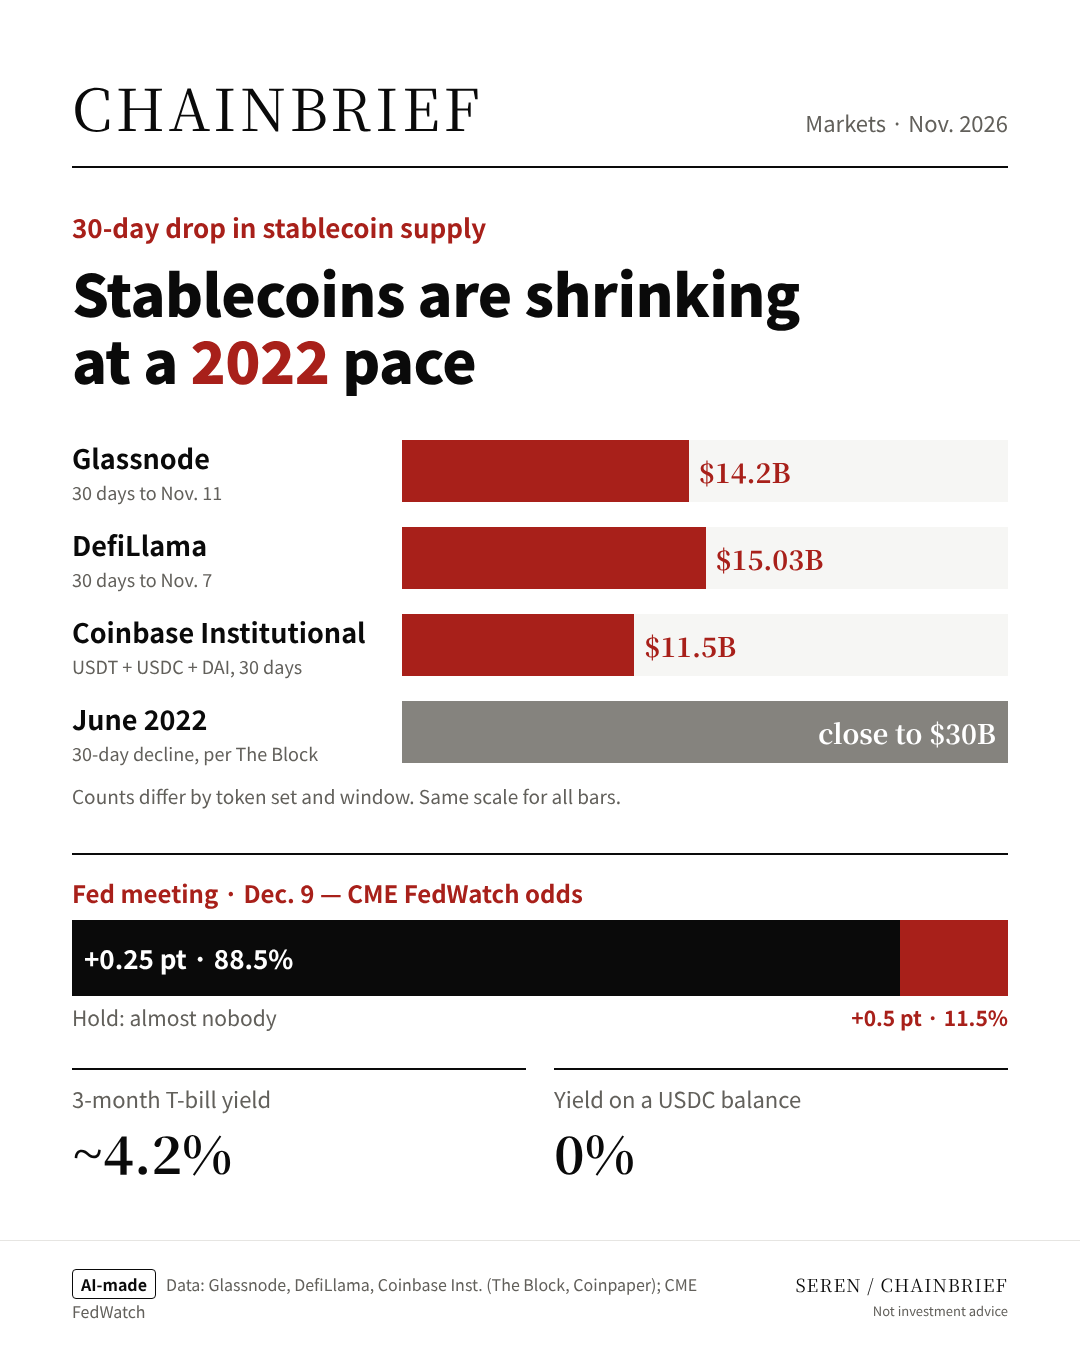 CHAINBRIEF
Markets · Nov. 2026
30-day drop in stablecoin supply
Stablecoins are shrinking
at a 2022 pace
Glassnode
30 days to Nov. 11
$14.2B
DefiLlama
30 days to Nov. 7
$15.03B
Coinbase Institutional
USDT + USDC + DAI, 30 days
$11.5B
June 2022
30-day decline, per The Block
close to $30B
Counts differ by token set and window. Same scale for all bars.
Fed meeting · Dec. 9 — CME FedWatch odds
+0.25 pt · 88.5%
Hold: almost nobody
+0.5 pt · 11.5%
3-month T-bill yield
~4.2%
Yield on a USDC balance
0%
AI-made Data: Glassnode, DefiLlama, Coinbase Inst. (The Block, Coinpaper); CME
FedWatch
SEREN / CHAINBRIEF
Not investment advice